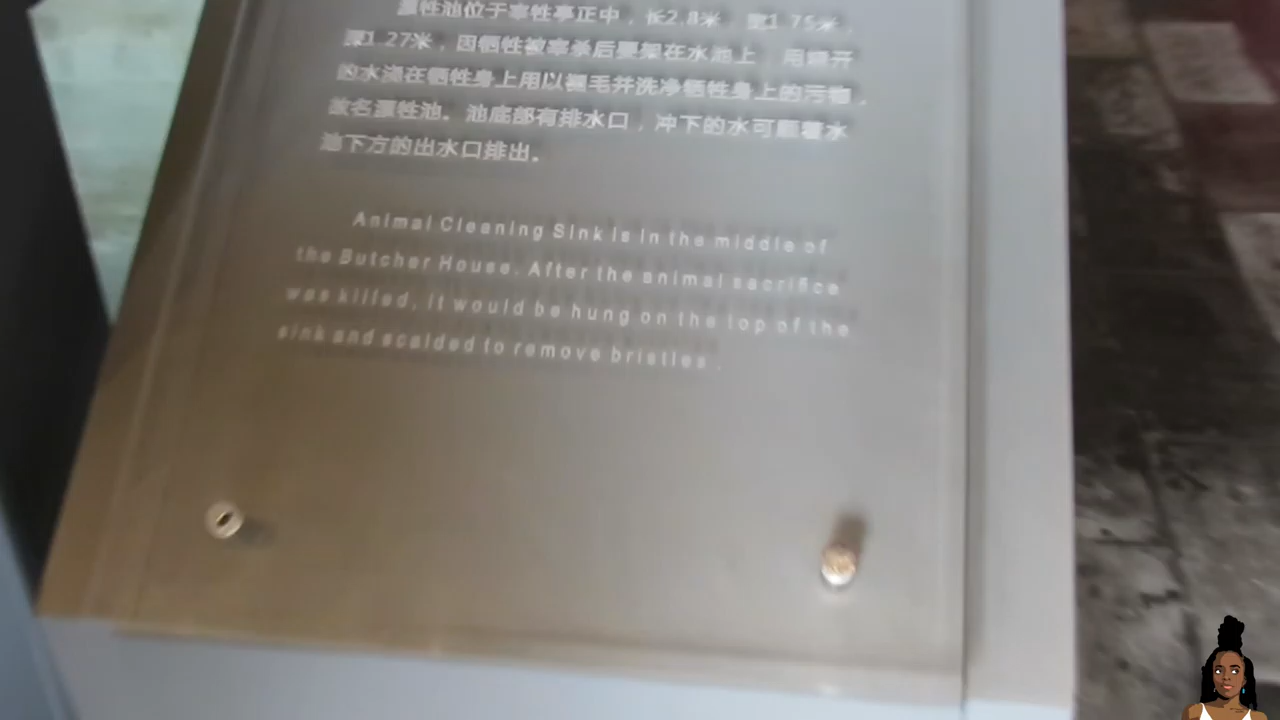 漂牲池位于宰牲亭正中，长2.8米，宽1.75米，
深1.27米，因牺牲被宰杀后要架在水池上，用烧开
的水浇在牺牲身上用以褪毛并洗净牺牲身上的污物，
故名漂牲池。池底部有排水口，冲下的水可顺着水
池下方的出水口排出。
Animal Cleaning Sink is in the middle of
the Butcher House. After the animal sacrifice
was killed, it would be hung on the top of the
sink and scalded to remove bristles.